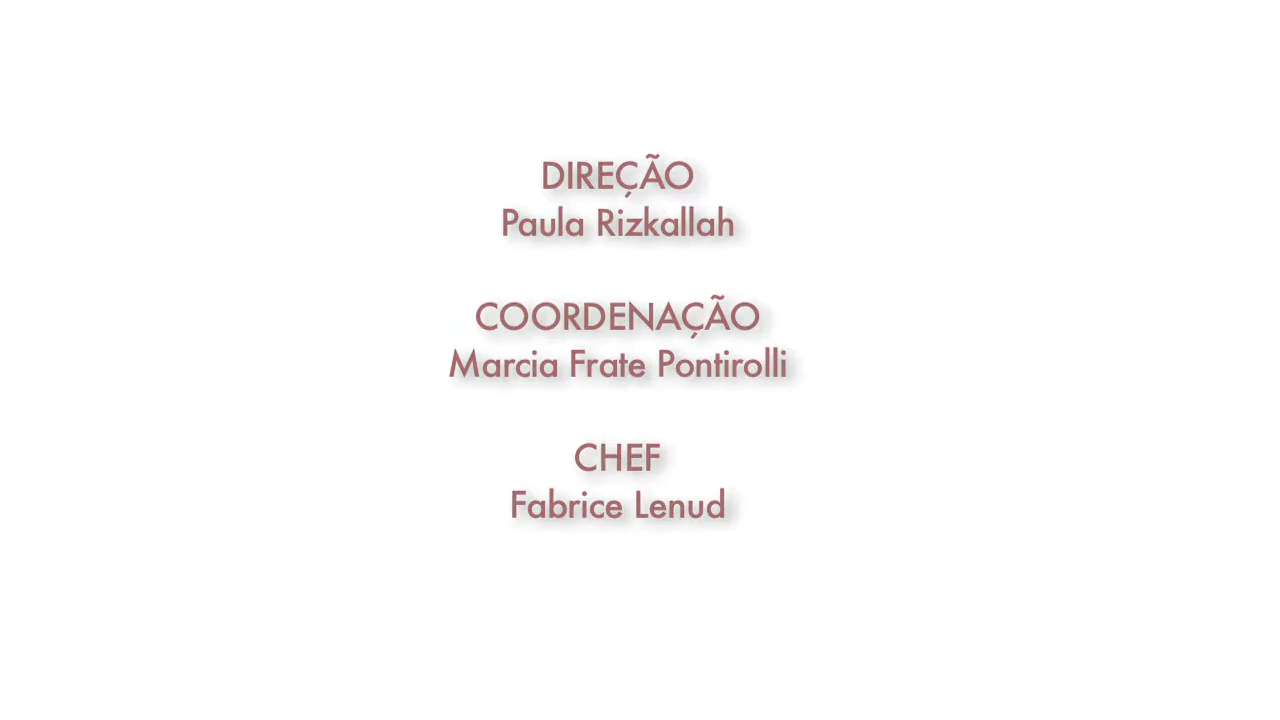 DIREÇÃO
Paula Rizkallah
COORDENAÇÃO
Marcia Frate Pontirolli
CHEF
Fabrice Lenud